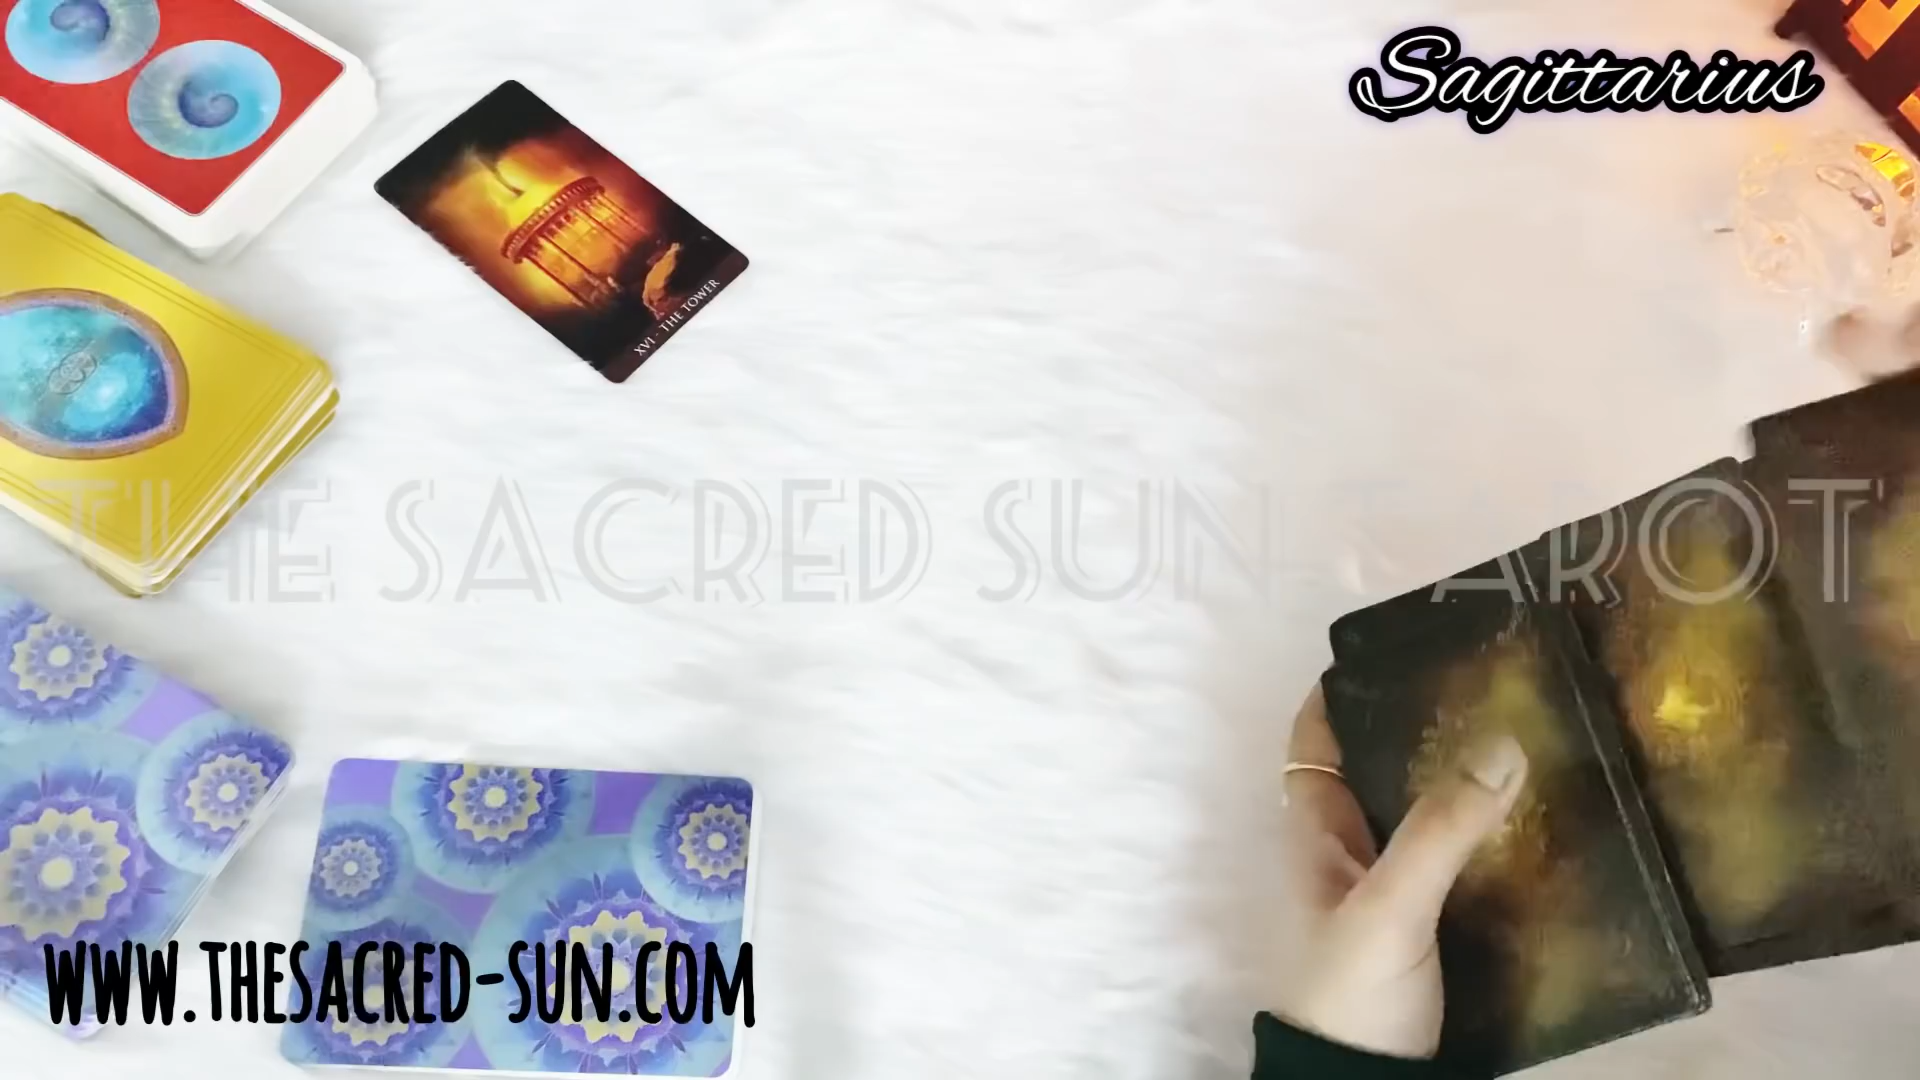 Sagittarius
XVI - THE TOWER
THE SACRED SUN TAROT
WWW.THESACRED-SUN.COM